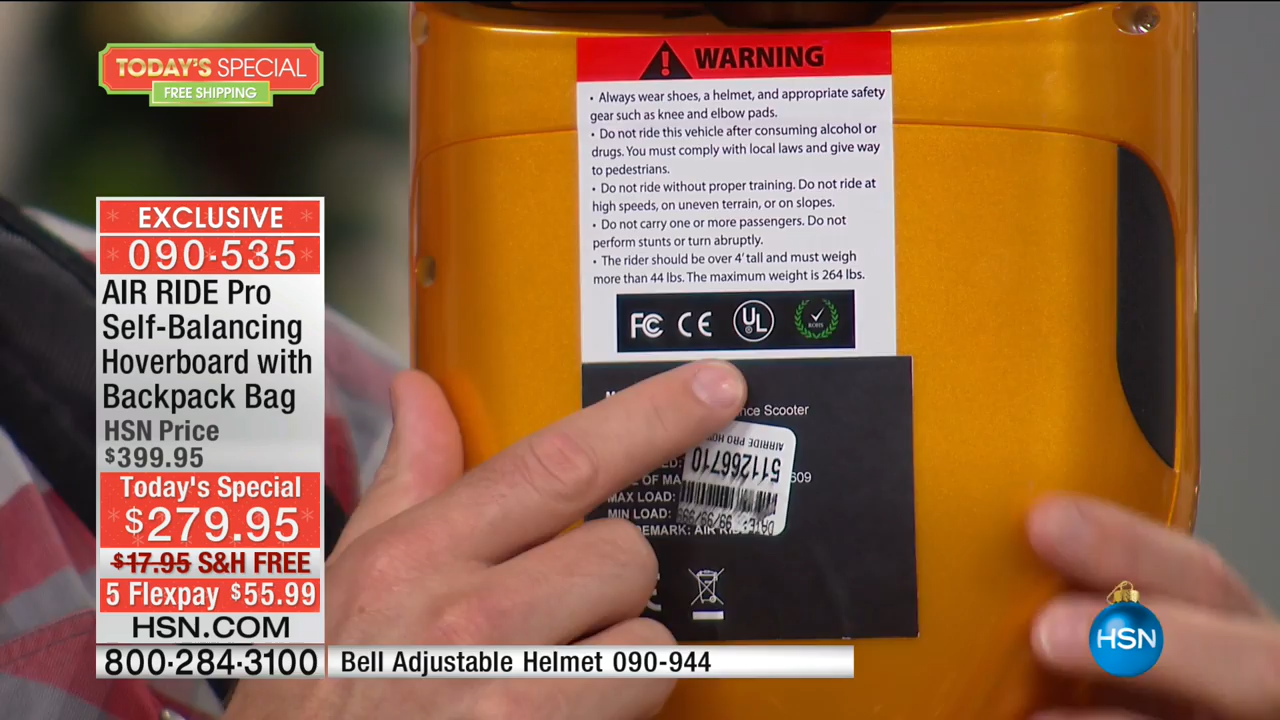 TODAY'S SPECIAL
FREE SHIPPING
EXCLUSIVE
090-535
AIR RIDE Pro
Self-Balancing
Hoverboard with
Backpack Bag
HSN Price
$399.95
Today's Special
$279.95
$17.95 S&H FREE
5 Flexpay $55.99
HSN.COM
800-284-3100
Bell Adjustable Helmet 090-944
WARNING
• Always wear shoes, a helmet, and appropriate safety
gear such as knee and elbow pads.
• Do not ride this vehicle after consuming alcohol or
drugs. You must comply with local laws and give way
to pedestrians.
• Do not ride without proper training. Do not ride at
high speeds, on uneven terrain, or on slopes.
• Do not carry one or more passengers. Do not
perform stunts or turn abruptly.
• The rider should be over 4' tall and must weigh
more than 44 lbs. The maximum weight is 264 lbs.
FC CE UL ROHS
Scooter
AIRRIDE PRO
511266710
609
MAX LOAD:
MIN LOAD:
HSN